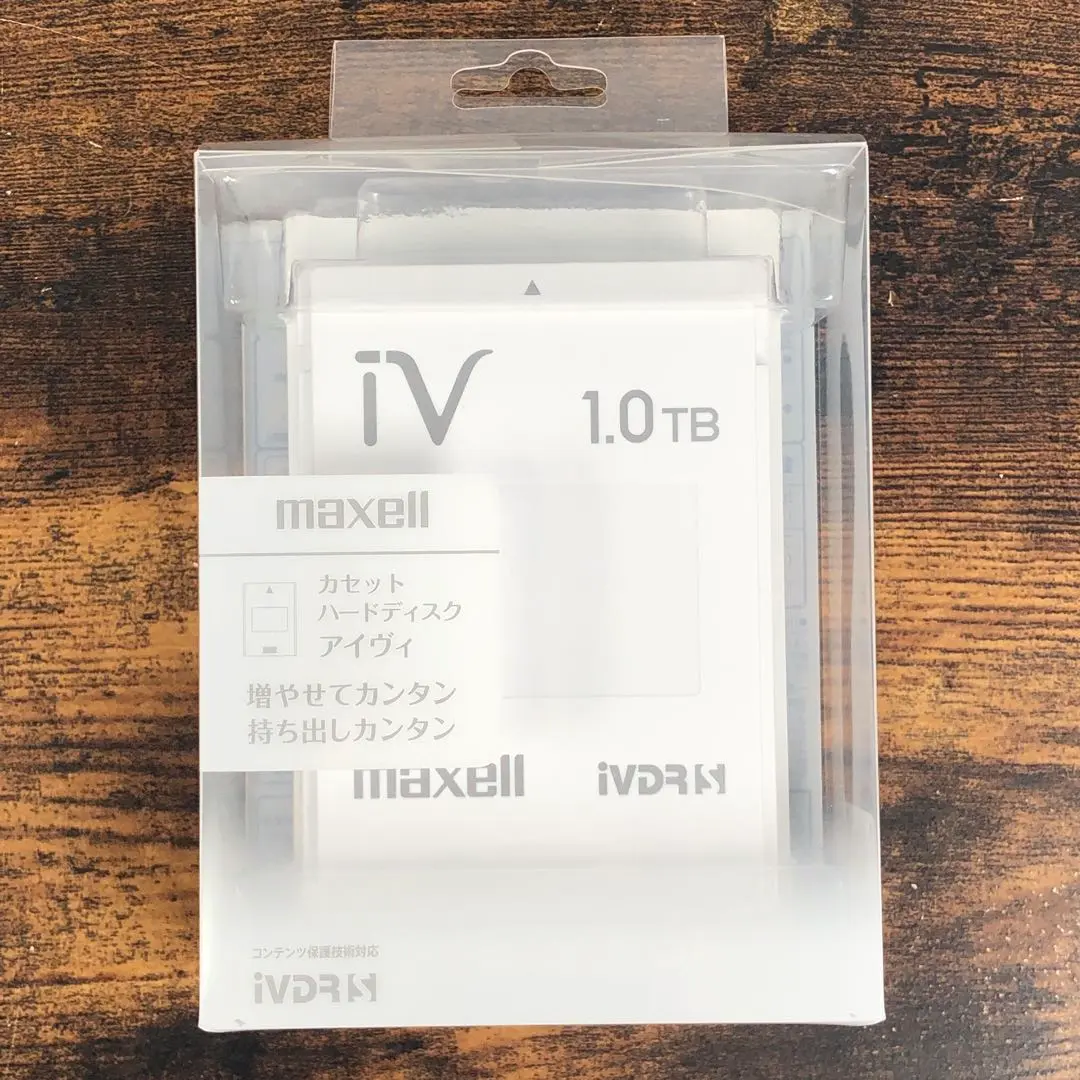 iV
1.0TB
maxell
カセット
ハードディスク
アイヴィ
増やせてカンタン
持ち出しカンタン
maxell
iVDR S
コンテンツ保護技術対応
iVDR S